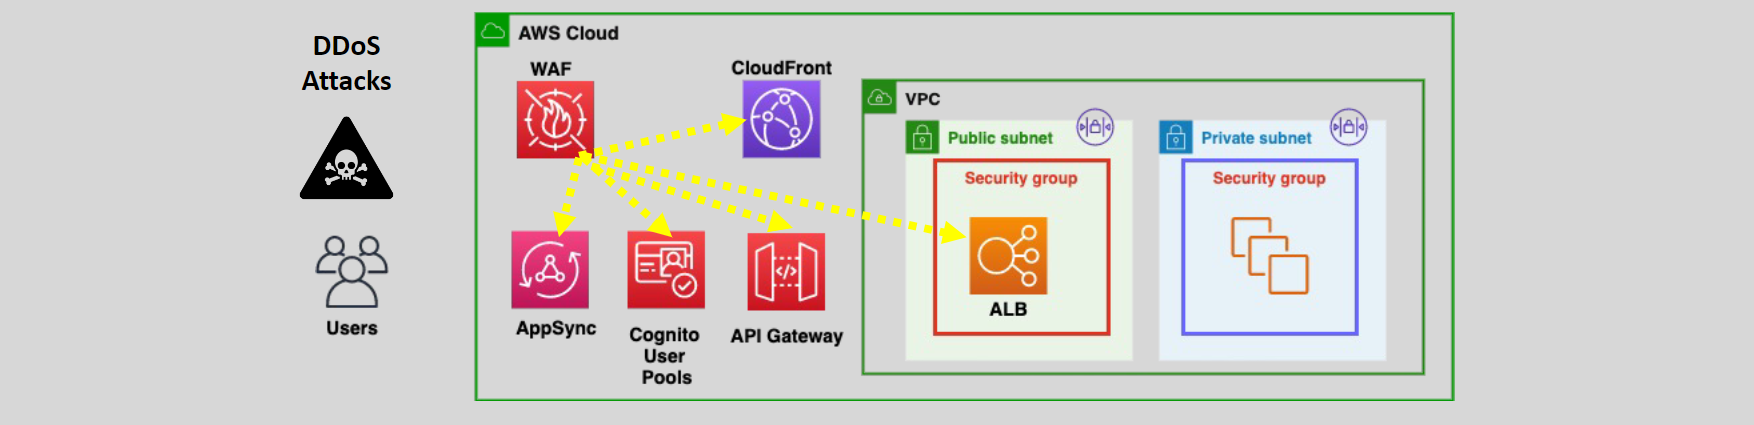 DDoS
Attacks
Users
AWS Cloud
WAF
CloudFront
AppSync
Cognito
User
Pools
API Gateway
VPC
Public subnet
Security group
ALB
Private subnet
Security group